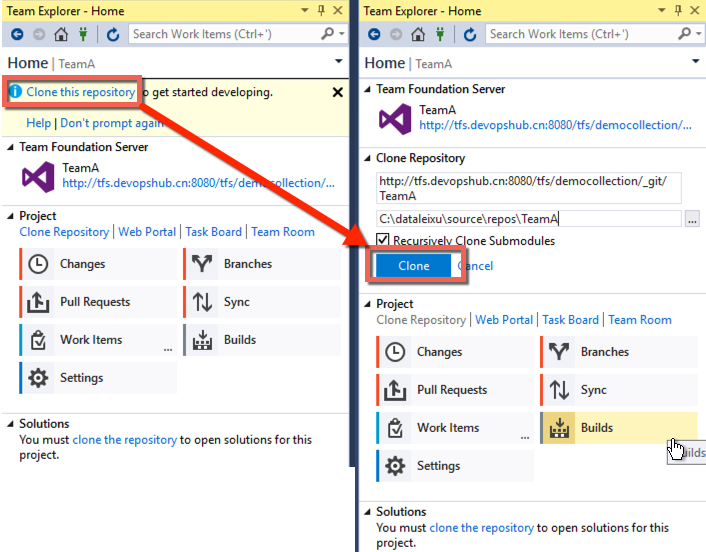 Team Explorer - Home
Search Work Items (Ctrl+')
Home | TeamA
Clone this repository to get started developing.
Help | Don't prompt again
Team Foundation Server
TeamA
http://tfs.devopshub.cn:8080/tfs/democollection/...
Project
Clone Repository | Web Portal | Task Board | Team Room
Changes
Branches
Pull Requests
Sync
Work Items
...
Builds
Settings
Solutions
You must clone the repository to open solutions for this
project.
Team Explorer - Home
Search Work Items (Ctrl+')
Home | TeamA
Team Foundation Server
TeamA
http://tfs.devopshub.cn:8080/tfs/democollection/...
Clone Repository
http://tfs.devopshub.cn:8080/tfs/democollection/_git/
TeamA
C:\dataleixu\source\repos\TeamA
...
Recursively Clone Submodules
Clone
Cancel
Project
Clone Repository | Web Portal | Task Board | Team Room
Changes
Branches
Pull Requests
Sync
Work Items
...
Builds
Builds
Settings
Solutions
You must clone the repository to open solutions for this
project.